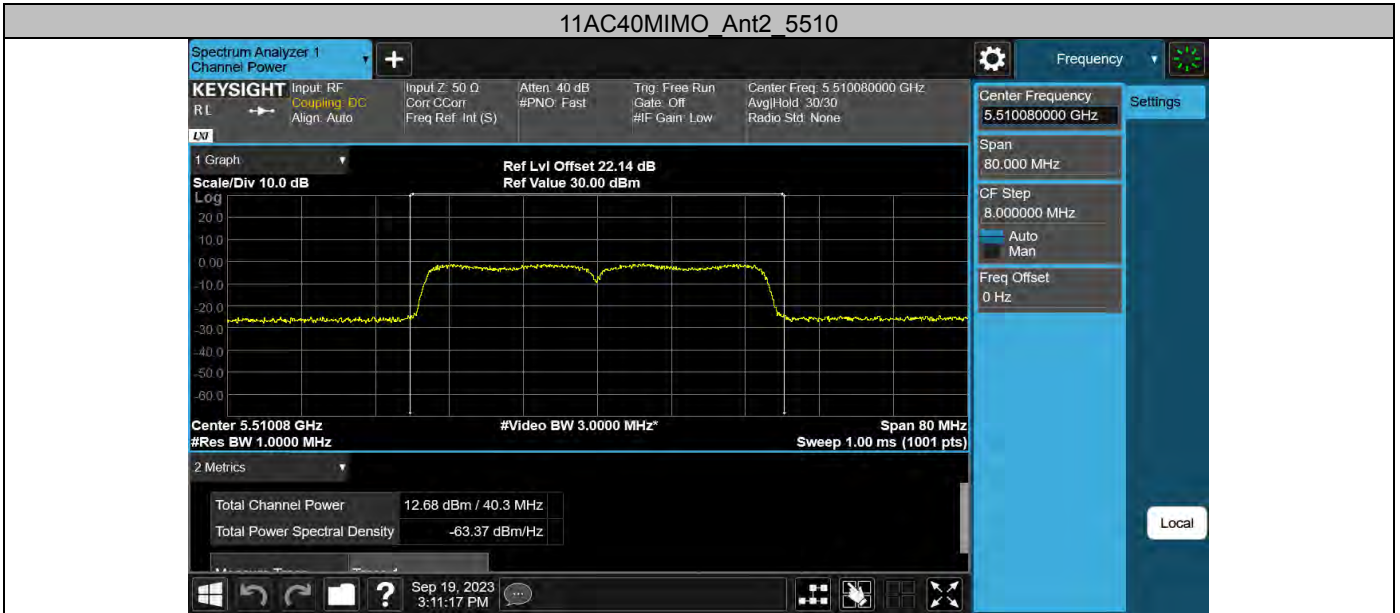 11AC40MIMO_Ant2_5510
Spectrum Analyzer 1
Channel Power
Frequency
KEYSIGHT
R L
LXI
Input: RF
Coupling: DC
Align: Auto
Input Z: 50 Ω
Corr CCorr
Freq Ref: Int (S)
Atten: 40 dB
#PNO: Fast
Trig: Free Run
Gate: Off
#IF Gain: Low
Center Freq: 5.510080000 GHz
Avg|Hold: 30/30
Radio Std: None
Center Frequency
5.510080000 GHz
Settings
Span
80.000 MHz
CF Step
8.000000 MHz
Auto
Man
Freq Offset
0 Hz
1 Graph
Scale/Div 10.0 dB
Ref Lvl Offset 22.14 dB
Ref Value 30.00 dBm
Log
20.0
10.0
0.00
-10.0
-20.0
-30.0
-40.0
-50.0
-60.0
Center 5.51008 GHz
#Res BW 1.0000 MHz
#Video BW 3.0000 MHz*
Span 80 MHz
Sweep 1.00 ms (1001 pts)
2 Metrics
Total Channel Power 12.68 dBm / 40.3 MHz
Total Power Spectral Density -63.37 dBm/Hz
Local
?
Sep 19, 2023
3:11:17 PM